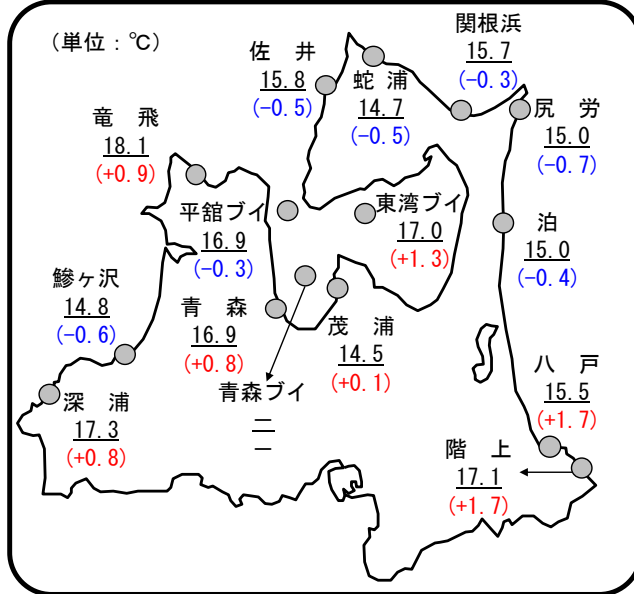 (単位：℃)
関根浜
15.7
(−0.3)
佐　井
15.8
(−0.5)
蛇浦
14.7
(−0.5)
尻　労
15.0
(−0.7)
竜　飛
18.1
(+0.9)
平舘ブイ
16.9
(−0.3)
東湾ブイ
17.0
(+1.3)
泊
15.0
(−0.4)
鰺ヶ沢
14.8
(−0.6)
青　森
16.9
(+0.8)
茂　浦
14.5
(+0.1)
青森ブイ
二
−
深　浦
17.3
(+0.8)
八　戸
15.5
(+1.7)
階　上
17.1
(+1.7)